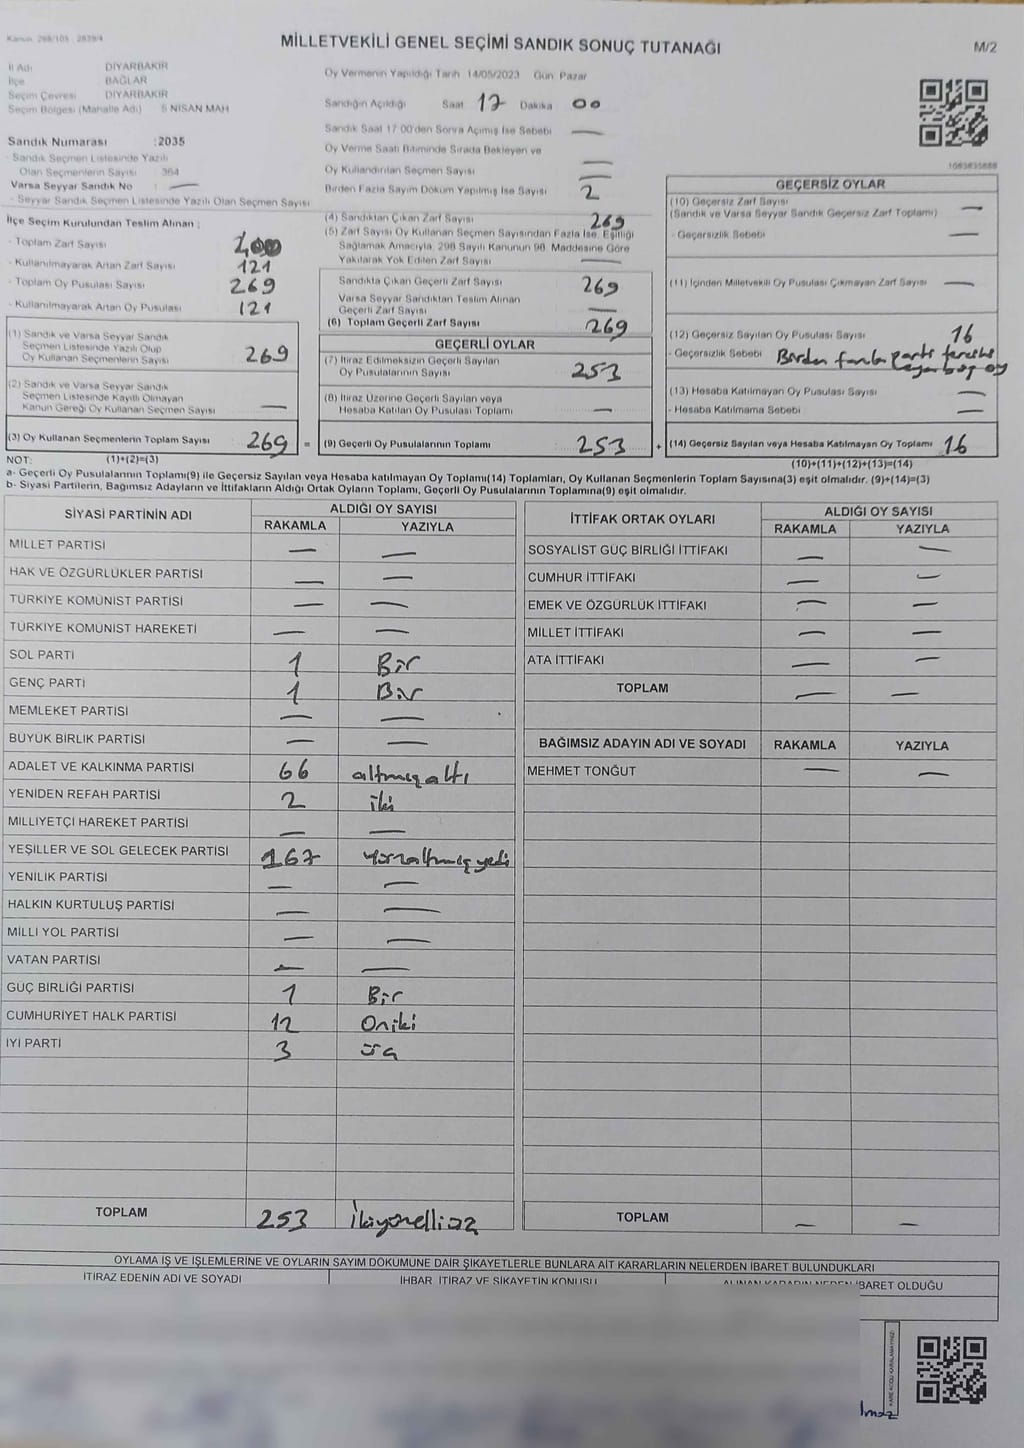 Kanun: 298/105 - 2839/4
MİLLETVEKİLİ GENEL SEÇİMİ SANDIK SONUÇ TUTANAĞI
M/2
İl Adı DİYARBAKIR
İlçe BAĞLAR
Seçim Çevresi DİYARBAKIR
Seçim Bölgesi (Mahalle Adı) 5 NİSAN MAH
Sandık Numarası :2035
- Sandık Seçmen Listesinde Yazılı
Olan Seçmenlerin Sayısı : 364
Varsa Seyyar Sandık No : —
- Seyyar Sandık Seçmen Listesinde Yazılı Olan Seçmen Sayısı
İlçe Seçim Kurulundan Teslim Alınan :
- Toplam Zarf Sayısı
- Kullanılmayarak Artan Zarf Sayısı 121
- Toplam Oy Pusulası Sayısı 269
- Kullanılmayarak Artan Oy Pusulası 121
(1) Sandık ve Varsa Seyyar Sandık
Seçmen Listesinde Yazılı Olup
Oy Kullanan Seçmenlerin Sayısı 269
(2) Sandık ve Varsa Seyyar Sandık
Seçmen Listesinde Kayıtlı Olmayan
Kanun Gereği Oy Kullanan Seçmen Sayısı —
(3) Oy Kullanan Seçmenlerin Toplam Sayısı 269 =
Oy Vermenin Yapıldığı Tarih 14/05/2023 Gün Pazar
Sandığın Açıldığı Saat 17 Dakika 00
Sandık Saat 17:00'den Sonra Açılmış İse Sebebi —
Oy Verme Saati Bitiminde Sırada Bekleyen ve
Oy Kullandırılan Seçmen Sayısı —
Birden Fazla Sayım Döküm Yapılmış İse Sayısı 2
(4) Sandıktan Çıkan Zarf Sayısı 269
(5) Zarf Sayısı Oy Kullanan Seçmen Sayısından Fazla İse, Eşitliği
Sağlamak Amacıyla, 298 Sayılı Kanunun 98. Maddesine Göre
Yakılarak Yok Edilen Zarf Sayısı —
Sandıkta Çıkan Geçerli Zarf Sayısı 269
Varsa Seyyar Sandıktan Teslim Alınan
Geçerli Zarf Sayısı —
(6) Toplam Geçerli Zarf Sayısı 269
GEÇERLİ OYLAR
(7) İtiraz Edilmeksizin Geçerli Sayılan
Oy Pusulalarının Sayısı 253
(8) İtiraz Üzerine Geçerli Sayılan veya
Hesaba Katılan Oy Pusulası Toplamı —
(9) Geçerli Oy Pusulalarının Toplamı 253 +
1083835688
GEÇERSİZ OYLAR
(10) Geçersiz Zarf Sayısı —
(Sandık ve Varsa Seyyar Sandık Geçersiz Zarf Toplamı)
- Geçersizlik Sebebi —
(11) İçinden Milletvekili Oy Pusulası Çıkmayan Zarf Sayısı —
(12) Geçersiz Sayılan Oy Pusulası Sayısı 16
- Geçersizlik Sebebi Birden fazla parti
boş oy
(13) Hesaba Katılmayan Oy Pusulası Sayısı —
- Hesaba Katılmama Sebebi —
(14) Geçersiz Sayılan veya Hesaba Katılmayan Oy Toplamı 16
NOT: (1)+(2)=(3) (10)+(11)+(12)+(13)=(14)
a- Geçerli Oy Pusulalarının Toplamı(9) ile Geçersiz Sayılan veya Hesaba katılmayan Oy Toplamı(14) Toplamları, Oy Kullanan Seçmenlerin Toplam Sayısına(3) eşit olmalıdır. (9)+(14)=(3)
b- Siyasi Partilerin, Bağımsız Adayların ve İttifakların Aldığı Ortak Oyların Toplamı, Geçerli Oy Pusulalarının Toplamına(9) eşit olmalıdır.
SİYASİ PARTİNİN ADI ALDIĞI OY SAYISI
RAKAMLA YAZIYLA
MİLLET PARTİSİ — —
HAK VE ÖZGÜRLÜKLER PARTİSİ — —
TÜRKİYE KOMÜNİST PARTİSİ — —
TÜRKİYE KOMÜNİST HAREKETİ — —
SOL PARTİ 1 Bir
GENÇ PARTİ 1 Bir
MEMLEKET PARTİSİ — —
BÜYÜK BİRLİK PARTİSİ — —
ADALET VE KALKINMA PARTİSİ 66 altmışaltı
YENİDEN REFAH PARTİSİ 2 iki
MİLLİYETÇİ HAREKET PARTİSİ — —
YEŞİLLER VE SOL GELECEK PARTİSİ 167 Yüzaltmışyedi
YENİLİK PARTİSİ — —
HALKIN KURTULUŞ PARTİSİ — —
MİLLİ YOL PARTİSİ — —
VATAN PARTİSİ — —
GÜÇ BİRLİĞİ PARTİSİ 1 Bir
CUMHURİYET HALK PARTİSİ 12 Oniki
İYİ PARTİ 3 üç
TOPLAM 253 İkiyüzelliüç
İTTİFAK ORTAK OYLARI ALDIĞI OY SAYISI
RAKAMLA YAZIYLA
SOSYALİST GÜÇ BİRLİĞİ İTTİFAKI — —
CUMHUR İTTİFAKI — —
EMEK VE ÖZGÜRLÜK İTTİFAKI — —
MİLLET İTTİFAKI — —
ATA İTTİFAKI — —
TOPLAM — —
BAĞIMSIZ ADAYIN ADI VE SOYADI RAKAMLA YAZIYLA
MEHMET TONĞUT — —
TOPLAM — —
OYLAMA İŞ VE İŞLEMLERİNE VE OYLARIN SAYIM DÖKÜMÜNE DAİR ŞİKAYETLERLE BUNLARA AİT KARARLARIN NELERDEN İBARET BULUNDUKLARI
İTİRAZ EDENİN ADI VE SOYADI İHBAR, İTİRAZ VE ŞİKAYETİN KONUSU ALINAN KARARIN NEDEN İBARET OLDUĞU
KARE KODU KARALAMAYINIZ!